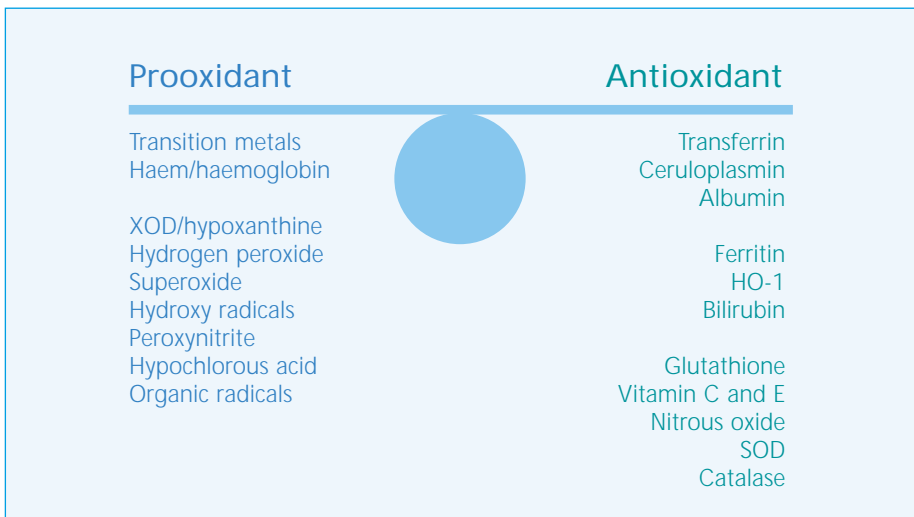 Prooxidant
Transition metals
Haem/haemoglobin
XOD/hypoxanthine
Hydrogen peroxide
Superoxide
Hydroxy radicals
Peroxynitrite
Hypochlorous acid
Organic radicals
Antioxidant
Transferrin
Ceruloplasmin
Albumin
Ferritin
HO-1
Bilirubin
Glutathione
Vitamin C and E
Nitrous oxide
SOD
Catalase